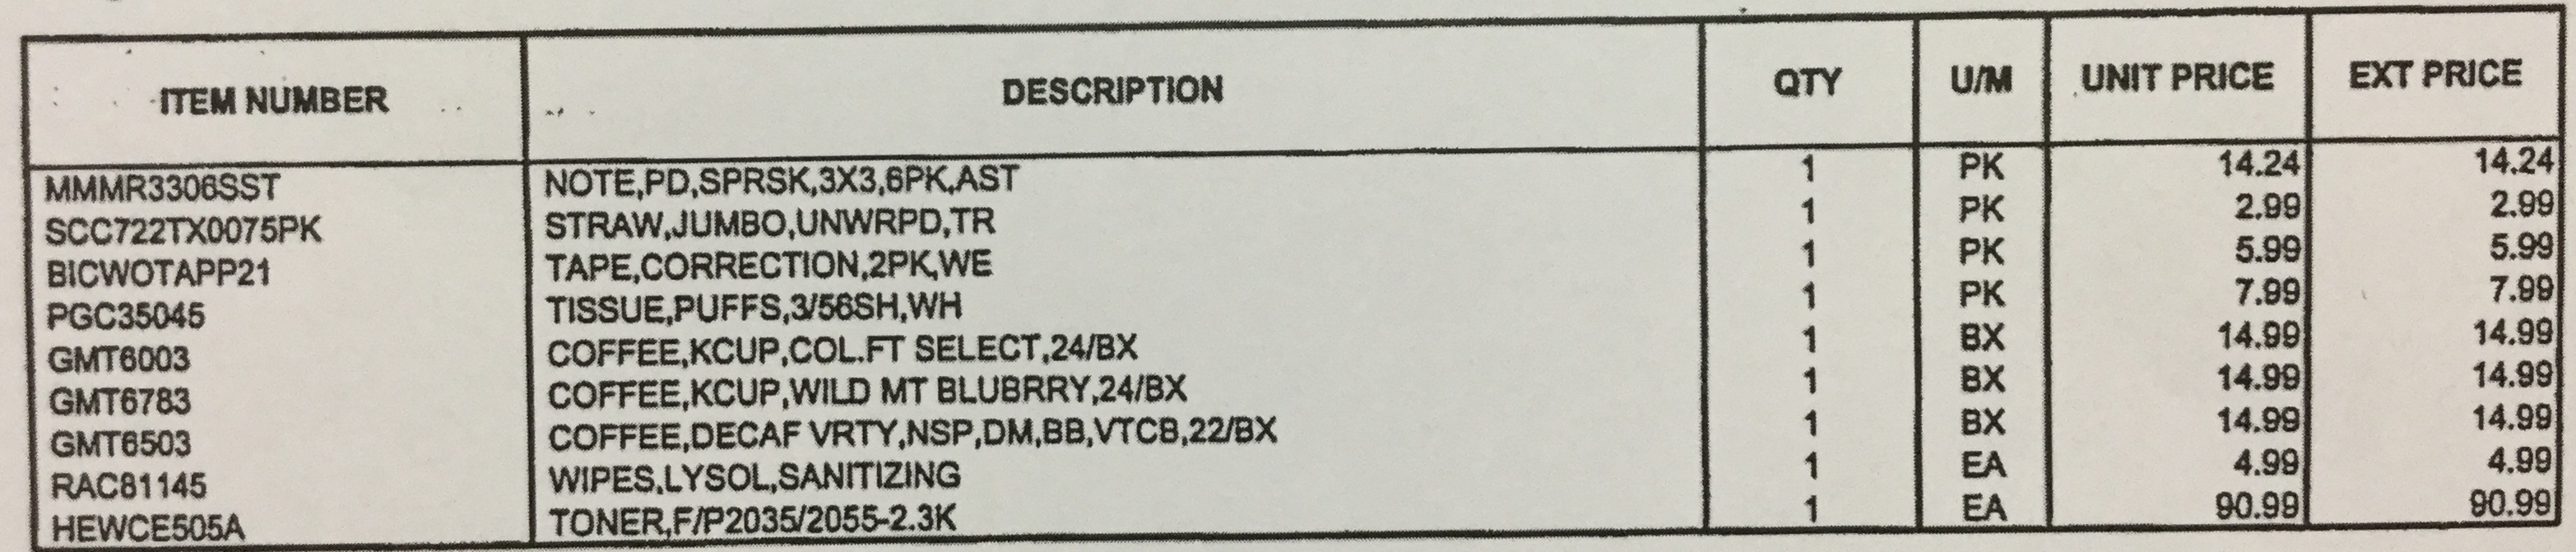 ITEM NUMBER DESCRIPTION QTY U/M UNIT PRICE EXT PRICE
MMMR3306SST NOTE,PD,SPRSK,3X3,6PK,AST 1 PK 14.24 14.24
SCC722TX0075PK STRAW,JUMBO,UNWRPD,TR 1 PK 2.99 2.99
BICWOTAPP21 TAPE,CORRECTION,2PK,WE 1 PK 5.99 5.99
PGC35045 TISSUE,PUFFS,3/56SH,WH 1 PK 7.99 7.99
GMT6003 COFFEE,KCUP,COL.FT SELECT,24/BX 1 BX 14.99 14.99
GMT6783 COFFEE,KCUP,WILD MT BLUBRRY,24/BX 1 BX 14.99 14.99
GMT6503 COFFEE,DECAF VRTY,NSP,DM,BB,VTCB,22/BX 1 BX 14.99 14.99
RAC81145 WIPES,LYSOL,SANITIZING 1 EA 4.99 4.99
HEWCE505A TONER,F/P2035/2055-2.3K 1 EA 90.99 90.99